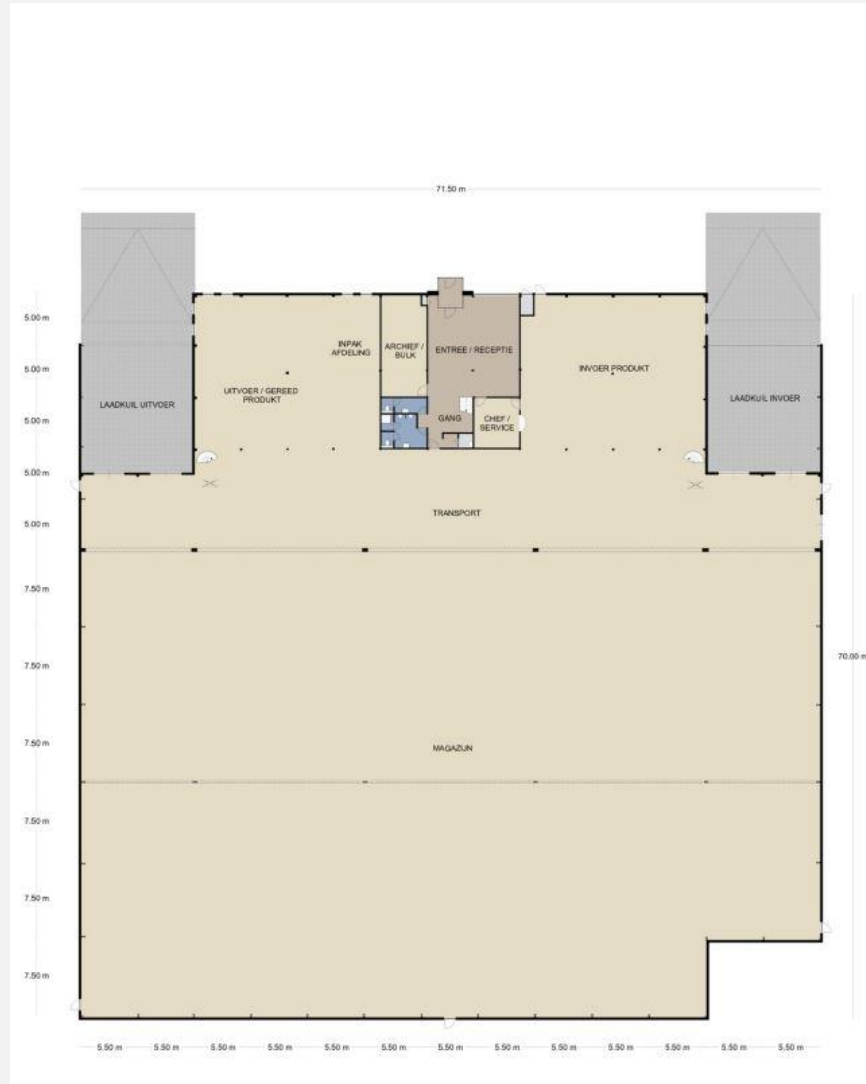 71.50 m
5.00 m
INPAK
AFDELING
ARCHIEF /
BULK
ENTREE / RECEPTIE
5.00 m
INVOER PRODUKT
UITVOER / GEREED
PRODUKT
LAADKUIL UITVOER
LAADKUIL INVOER
5.00 m
GANG
CHEF /
SERVICE
5.00 m
TRANSPORT
5.00 m
7.50 m
70.00 m
7.50 m
7.50 m
MAGAZIJN
7.50 m
7.50 m
7.50 m
5.50 m 5.50 m 5.50 m 5.50 m 5.50 m 5.50 m 5.50 m 5.50 m 5.50 m 5.50 m 5.50 m 5.50 m 5.50 m